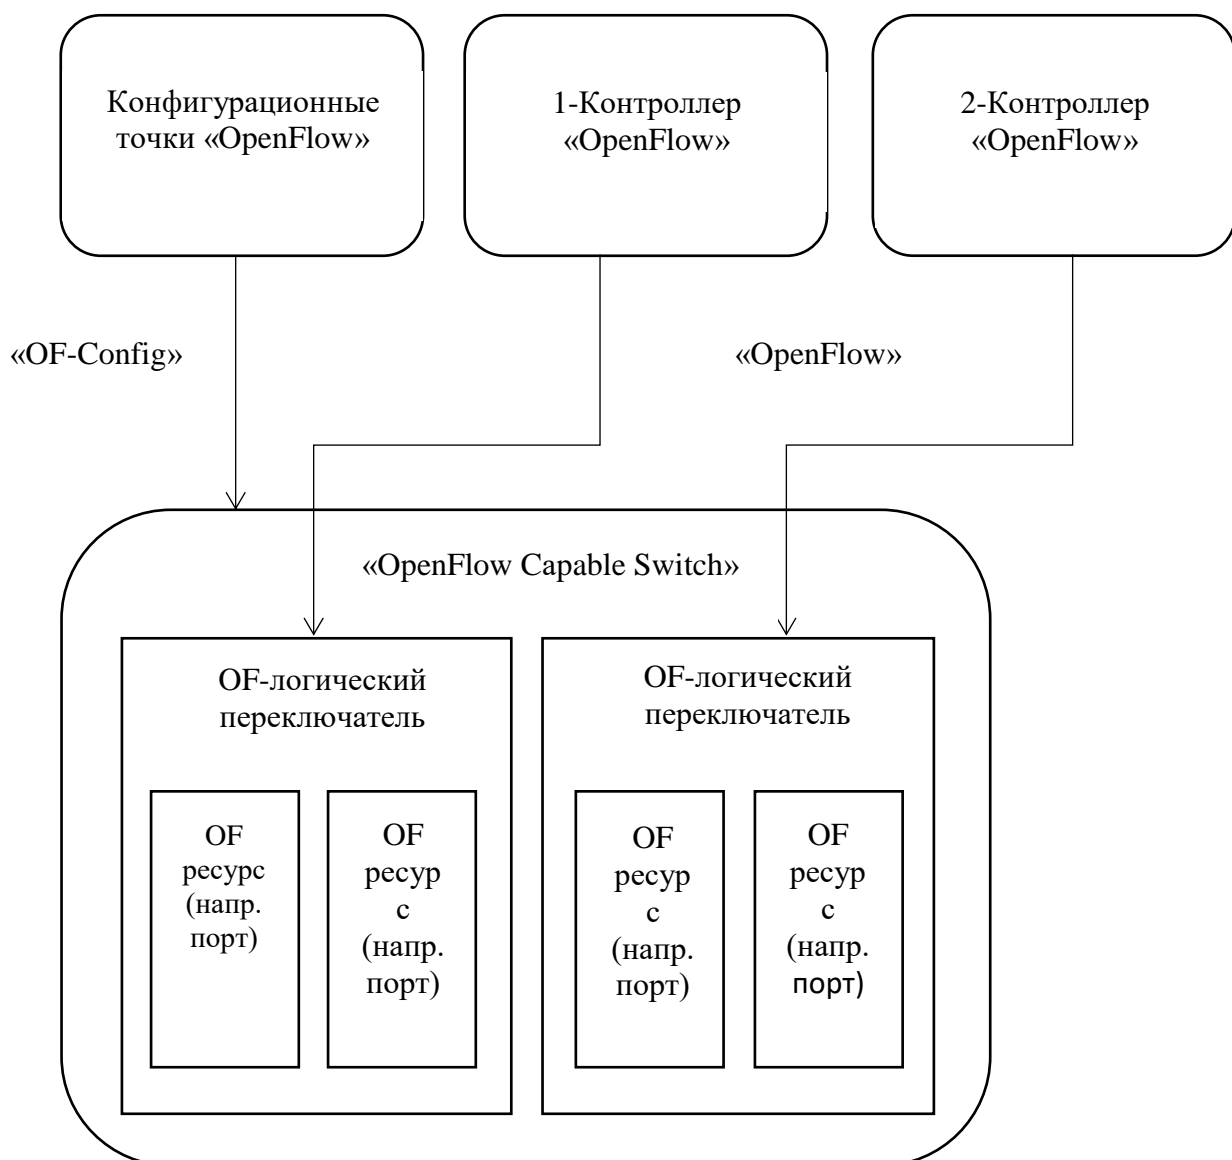 Конфигурационные
точки «OpenFlow»
1-Контроллер
«OpenFlow»
2-Контроллер
«OpenFlow»
«OF-Config»
«OpenFlow»
«OpenFlow Capable Switch»
OF-логический
переключатель
OF-логический
переключатель
OF
ресурс
(напр.
порт)
OF
ресур
с
(напр.
порт)
OF
ресур
с
(напр.
порт)
OF
ресур
с
(напр.
порт)